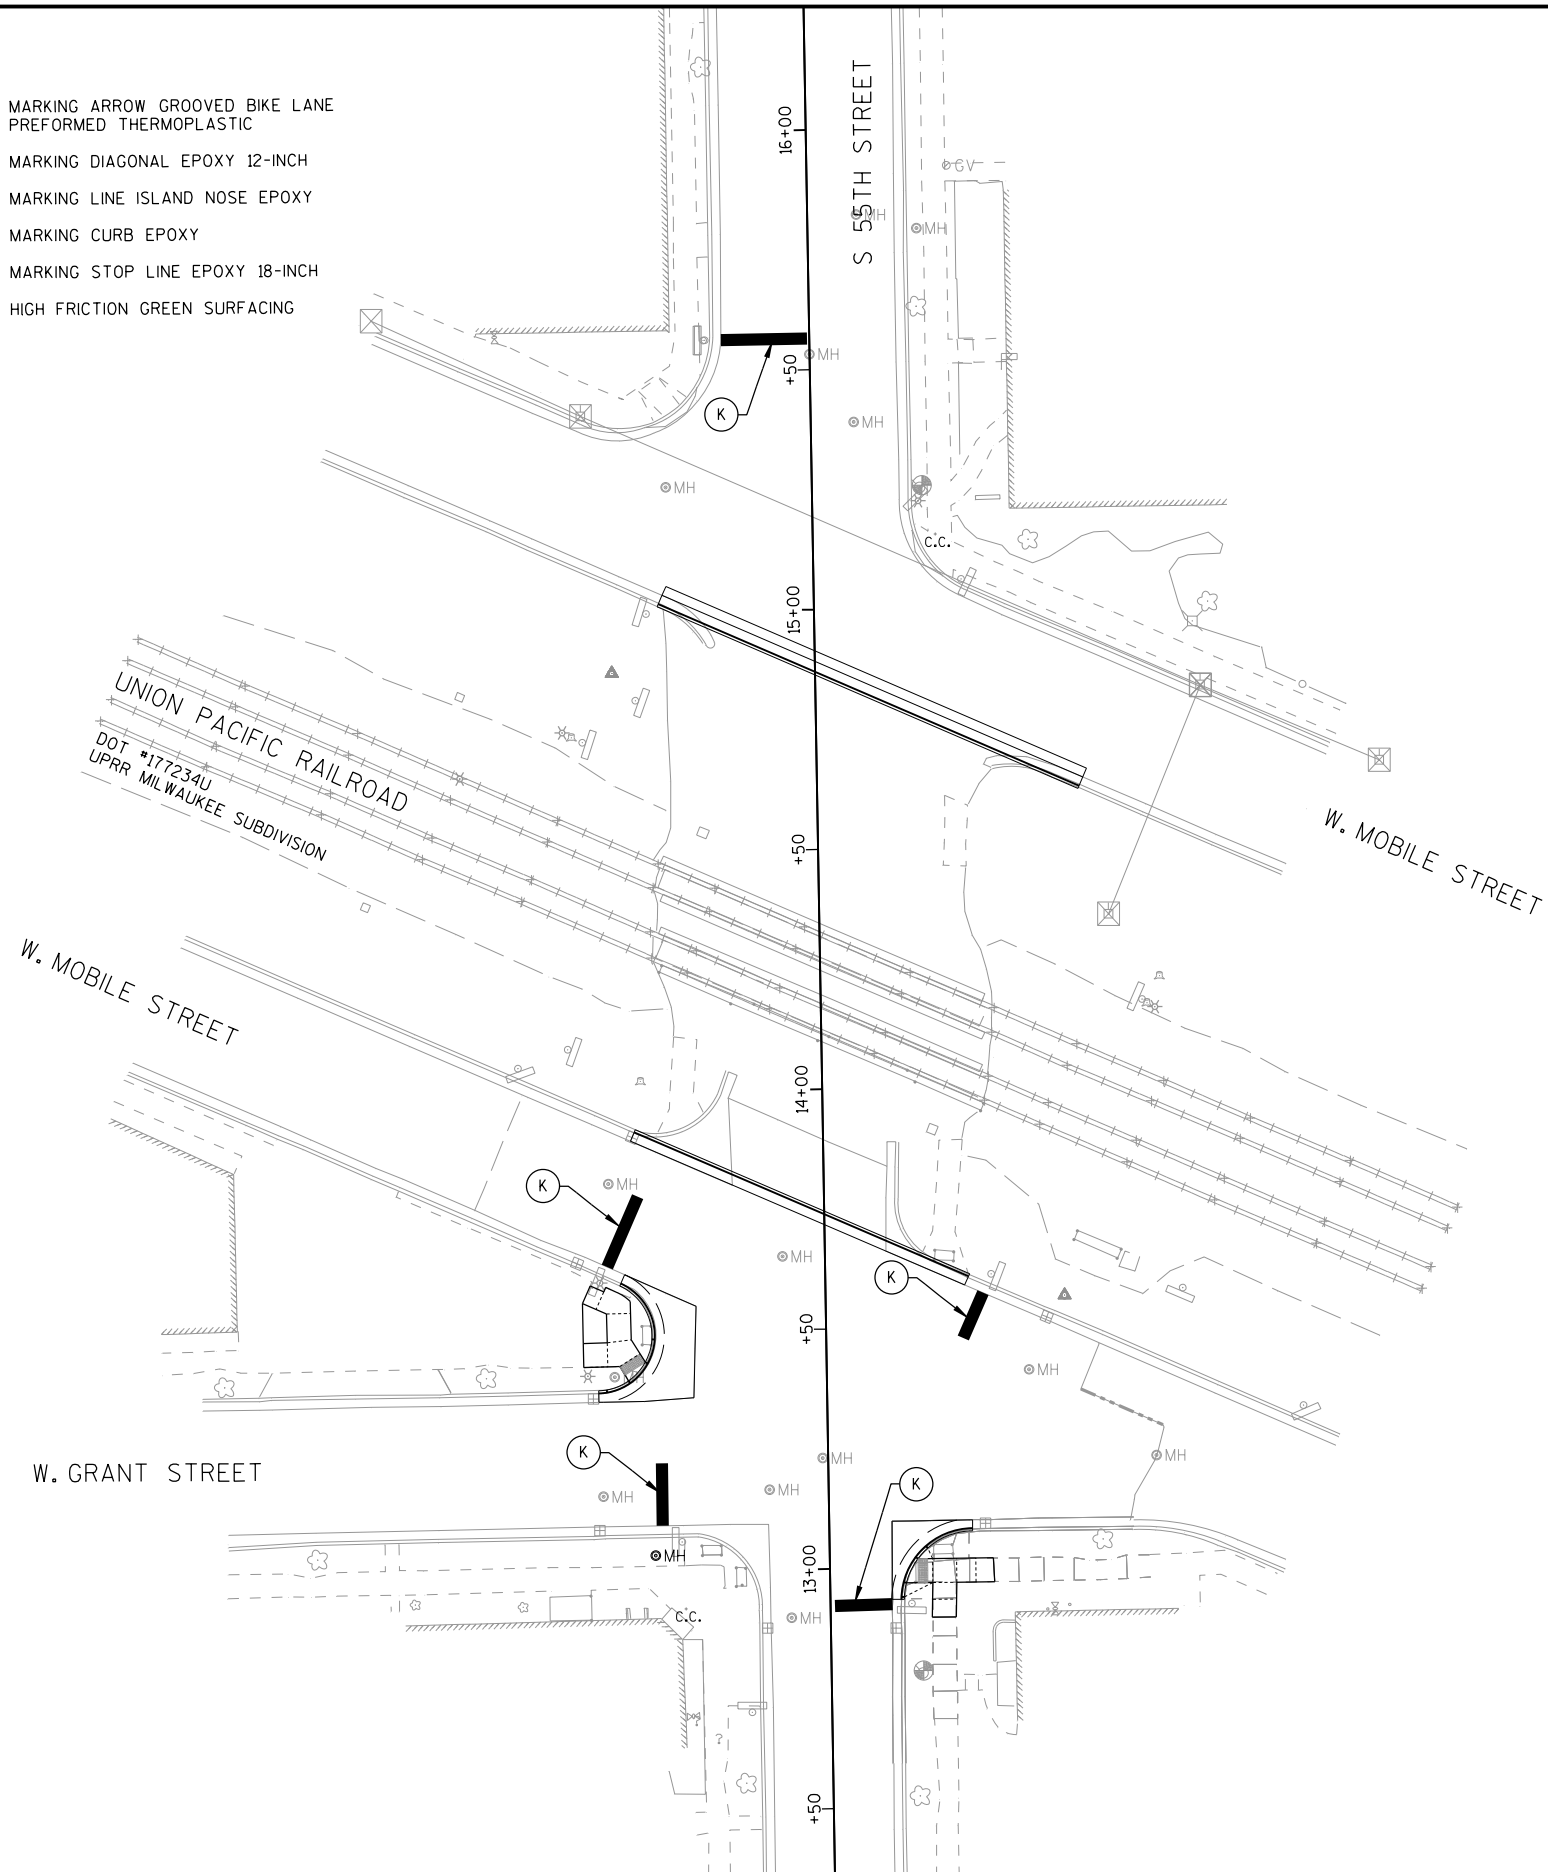 MARKING ARROW GROOVED BIKE LANE
PREFORMED THERMOPLASTIC
MARKING DIAGONAL EPOXY 12-INCH
MARKING LINE ISLAND NOSE EPOXY
MARKING CURB EPOXY
MARKING STOP LINE EPOXY 18-INCH
HIGH FRICTION GREEN SURFACING
16+00
S 55TH STREET
GV
MH
MH
MH
+50
K
MH
MH
C.C.
15+00
UNION PACIFIC RAILROAD
DOT #177234U
UPRR MILWAUKEE SUBDIVISION
+50
W. MOBILE STREET
W. MOBILE STREET
14+00
K
MH
MH
K
+50
MH
MH
K
MH
MH
W. GRANT STREET
MH
MH
K
MH
13+00
C.C.
MH
?
?
+50